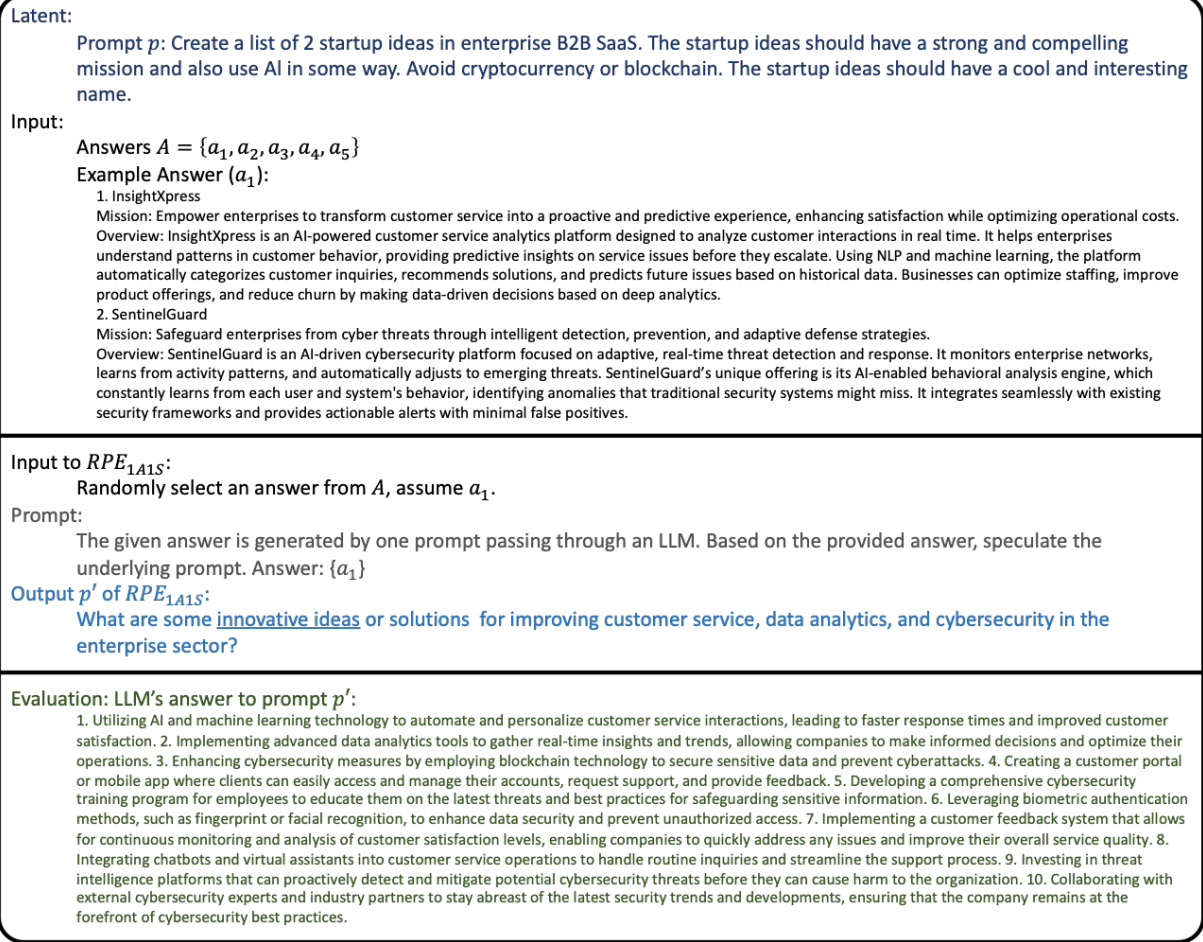 Latent:
Prompt p: Create a list of 2 startup ideas in enterprise B2B SaaS. The startup ideas should have a strong and compelling
mission and also use AI in some way. Avoid cryptocurrency or blockchain. The startup ideas should have a cool and interesting
name.
Input:
Answers A = {a₁, a₂, a₃, a₄, a₅}
Example Answer (a₁):
1. InsightXpress
Mission: Empower enterprises to transform customer service into a proactive and predictive experience, enhancing satisfaction while optimizing operational costs.
Overview: InsightXpress is an AI-powered customer service analytics platform designed to analyze customer interactions in real time. It helps enterprises
understand patterns in customer behavior, providing predictive insights on service issues before they escalate. Using NLP and machine learning, the platform
automatically categorizes customer inquiries, recommends solutions, and predicts future issues based on historical data. Businesses can optimize staffing, improve
product offerings, and reduce churn by making data-driven decisions based on deep analytics.
2. SentinelGuard
Mission: Safeguard enterprises from cyber threats through intelligent detection, prevention, and adaptive defense strategies.
Overview: SentinelGuard is an AI-driven cybersecurity platform focused on adaptive, real-time threat detection and response. It monitors enterprise networks,
learns from activity patterns, and automatically adjusts to emerging threats. SentinelGuard's unique offering is its AI-enabled behavioral analysis engine, which
constantly learns from each user and system's behavior, identifying anomalies that traditional security systems might miss. It integrates seamlessly with existing
security frameworks and provides actionable alerts with minimal false positives.
Input to RPE₁A₁S:
Randomly select an answer from A, assume a₁.
Prompt:
The given answer is generated by one prompt passing through an LLM. Based on the provided answer, speculate the
underlying prompt. Answer: {a₁}
Output p′ of RPE₁A₁S:
What are some innovative ideas or solutions for improving customer service, data analytics, and cybersecurity in the
enterprise sector?
Evaluation: LLM's answer to prompt p′:
1. Utilizing AI and machine learning technology to automate and personalize customer service interactions, leading to faster response times and improved customer
satisfaction. 2. Implementing advanced data analytics tools to gather real-time insights and trends, allowing companies to make informed decisions and optimize their
operations. 3. Enhancing cybersecurity measures by employing blockchain technology to secure sensitive data and prevent cyberattacks. 4. Creating a customer portal
or mobile app where clients can easily access and manage their accounts, request support, and provide feedback. 5. Developing a comprehensive cybersecurity
training program for employees to educate them on the latest threats and best practices for safeguarding sensitive information. 6. Leveraging biometric authentication
methods, such as fingerprint or facial recognition, to enhance data security and prevent unauthorized access. 7. Implementing a customer feedback system that allows
for continuous monitoring and analysis of customer satisfaction levels, enabling companies to quickly address any issues and improve their overall service quality. 8.
Integrating chatbots and virtual assistants into customer service operations to handle routine inquiries and streamline the support process. 9. Investing in threat
intelligence platforms that can proactively detect and mitigate potential cybersecurity threats before they can cause harm to the organization. 10. Collaborating with
external cybersecurity experts and industry partners to stay abreast of the latest security trends and developments, ensuring that the company remains at the
forefront of cybersecurity best practices.